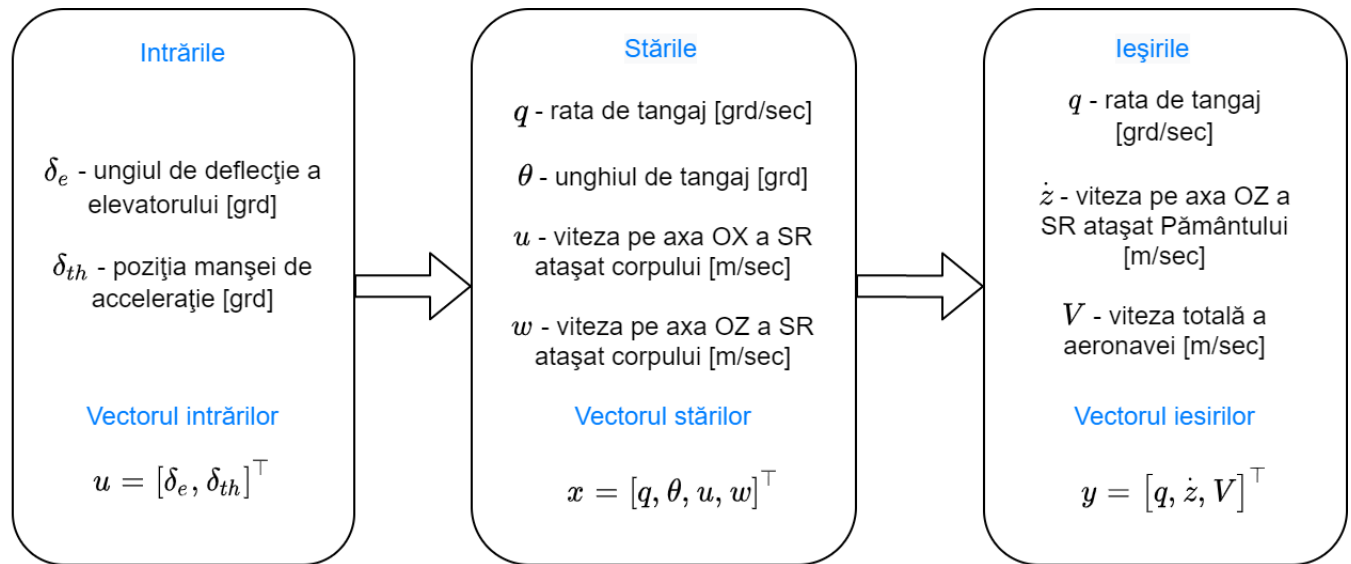 Intrările
δ_e - ungiul de deflecţie a
elevatorului [grd]
δ_th - poziţia manşei de
acceleraţie [grd]
Vectorul intrărilor
u = [δ_e, δ_th]^⊤
Stările
q - rata de tangaj [grd/sec]
θ - unghiul de tangaj [grd]
u - viteza pe axa OX a SR
ataşat corpului [m/sec]
w - viteza pe axa OZ a SR
ataşat corpului [m/sec]
Vectorul stărilor
x = [q, θ, u, w]^⊤
Ieşirile
q - rata de tangaj
[grd/sec]
ż - viteza pe axa OZ a
SR ataşat Pământului
[m/sec]
V - viteza totală a
aeronavei [m/sec]
Vectorul iesirilor
y = [q, ż, V]^⊤